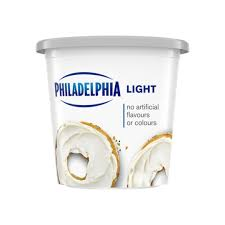 PHILADELPHIA LIGHT
no artificial
flavours
or colours